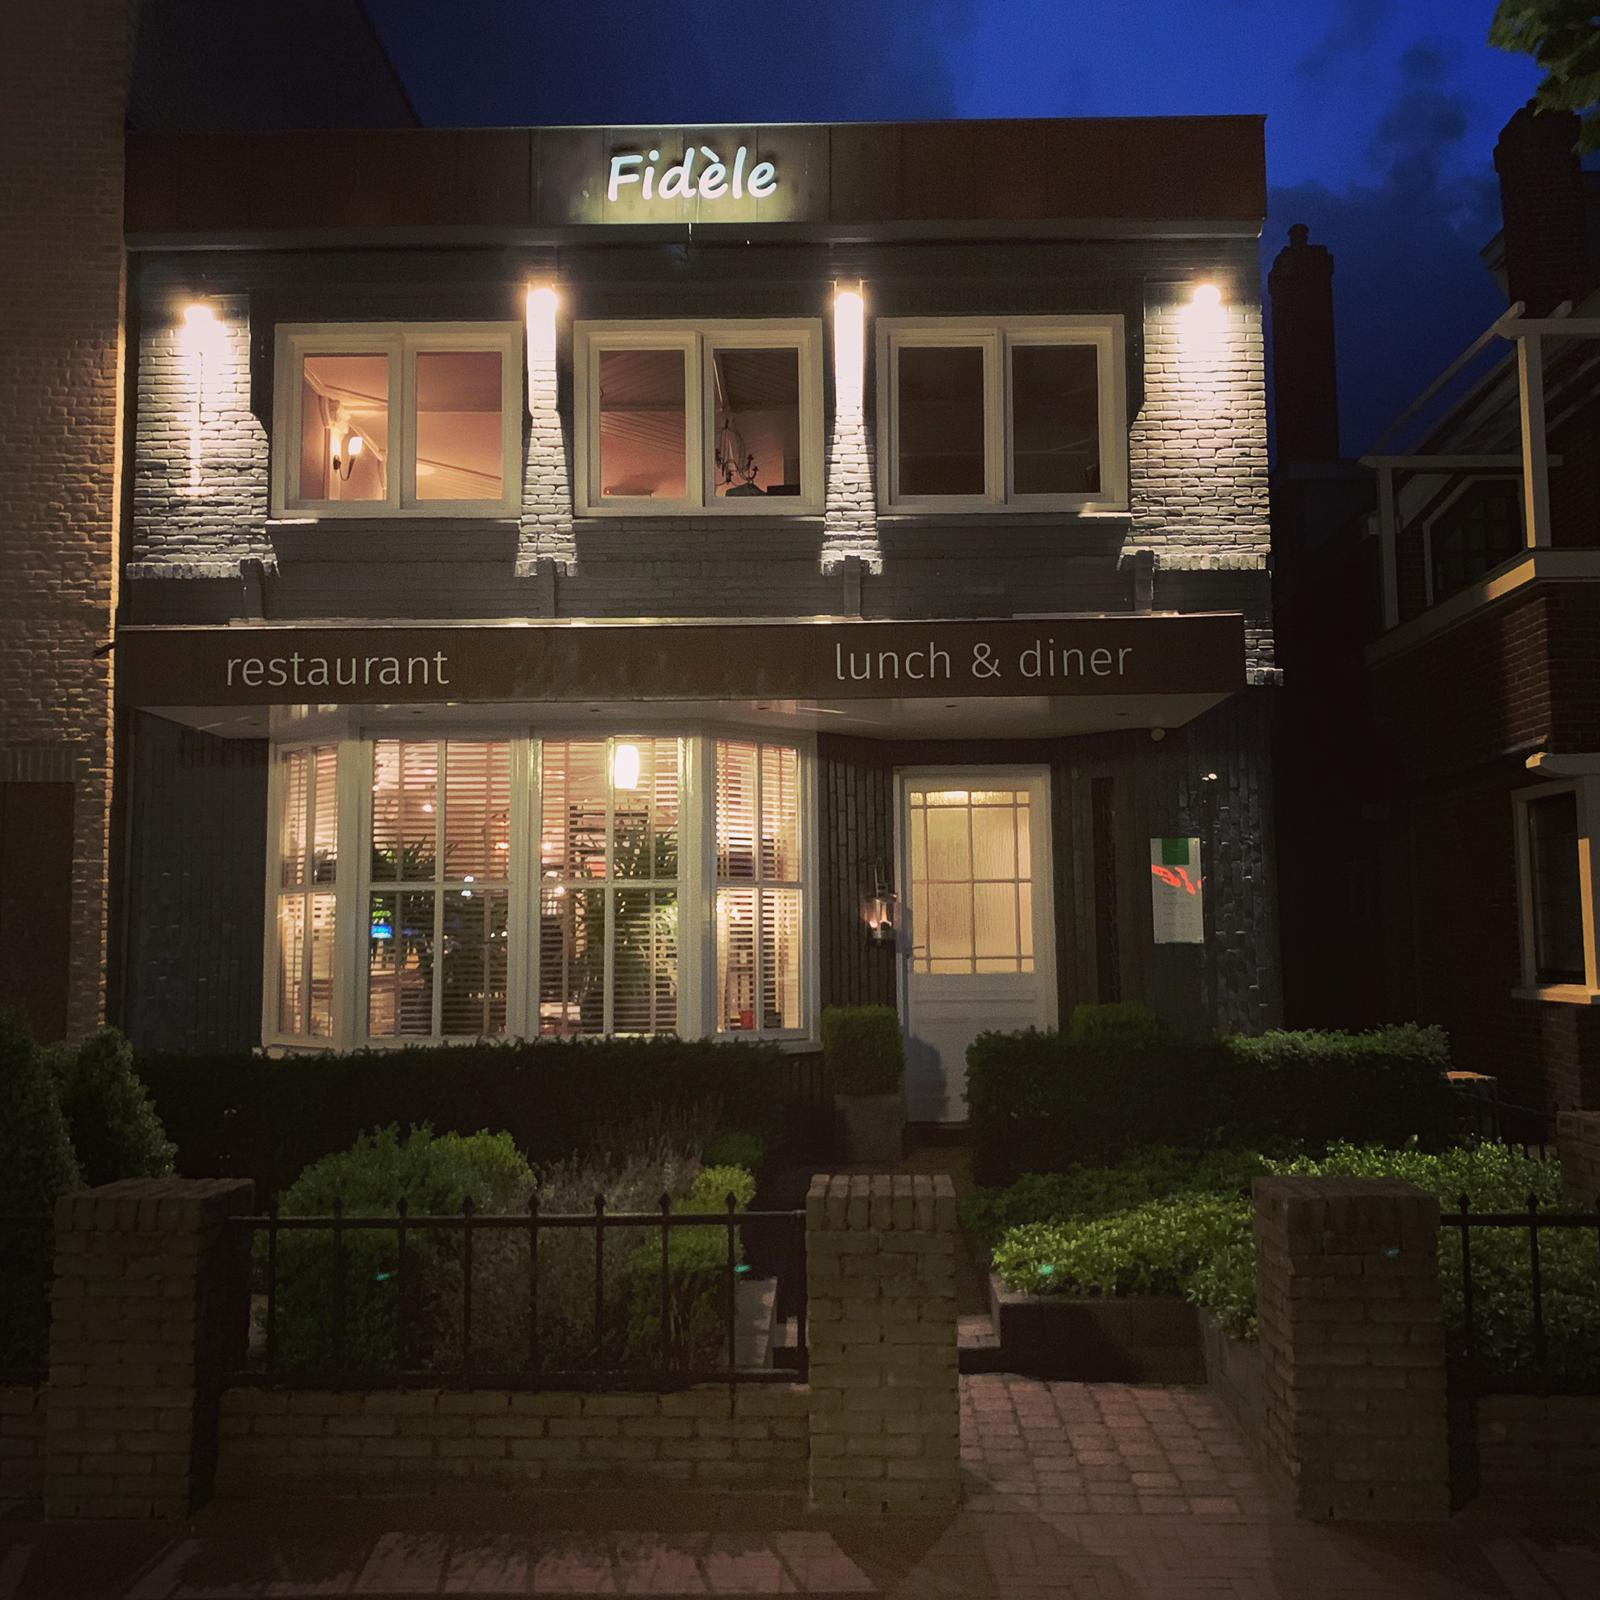 Fidèle
restaurant
lunch & diner